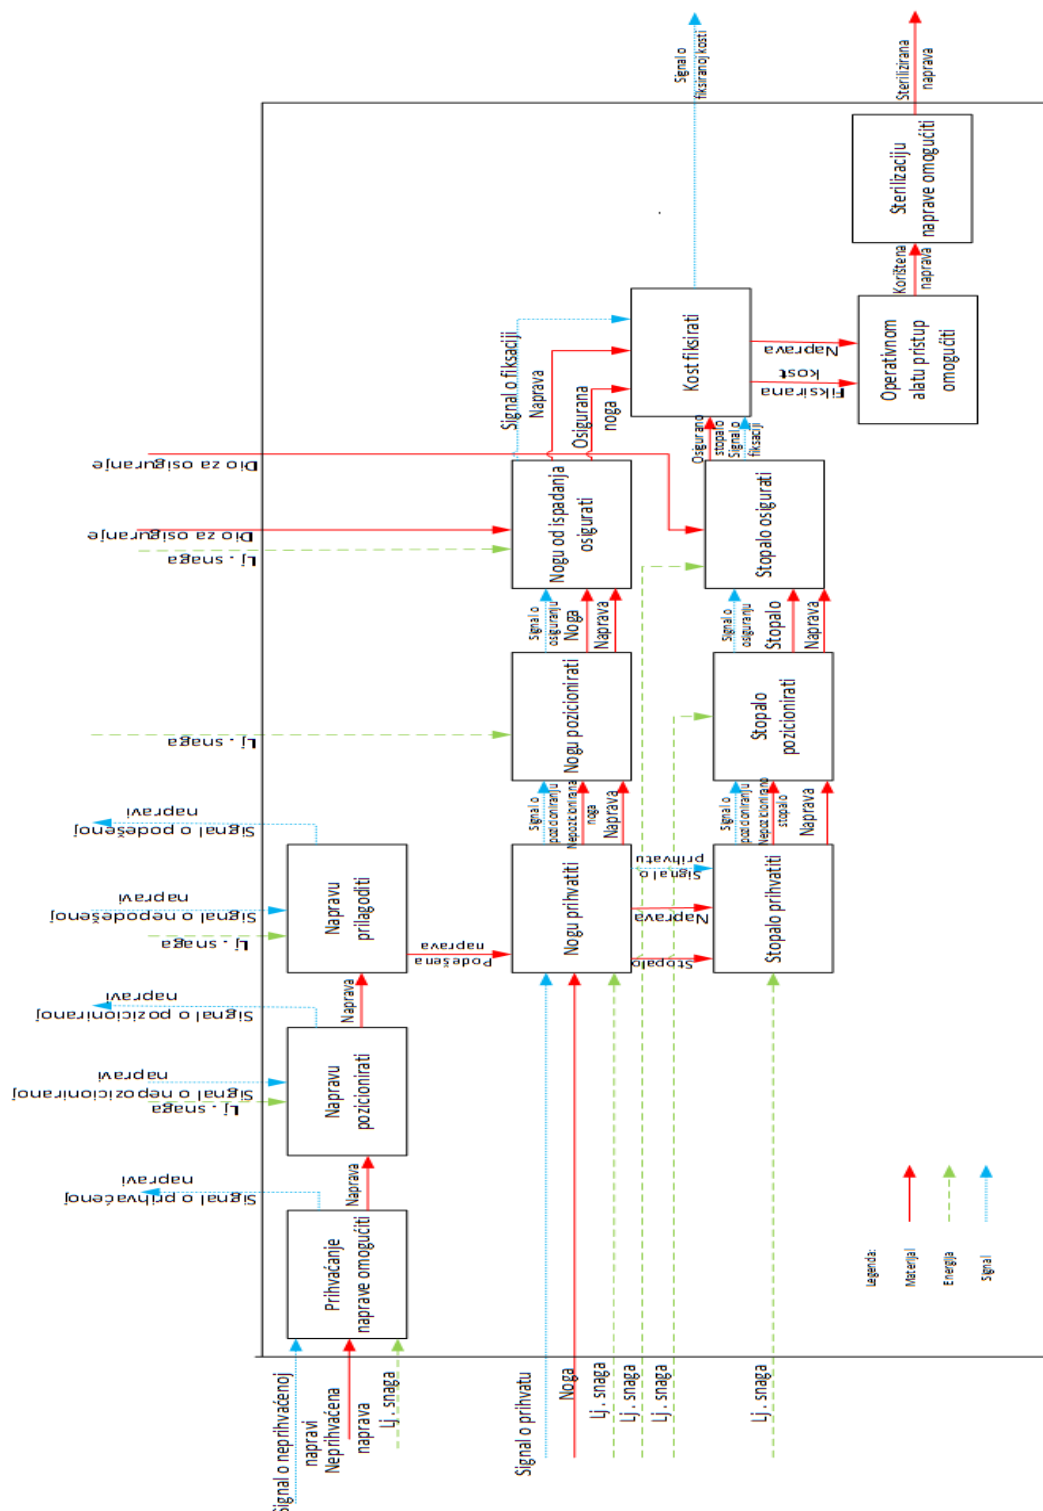 Signal o neprihvaćenoj
napravi
Neprihvaćena
naprava
Lj. snaga
Prihvaćanje
naprave omogućiti
Signal o prihvaćenoj
napravi
Naprava
Lj. snaga
Signal o nepozicioniranoj
napravi
Napravu
pozicionirati
Signal o pozicioniranoj
napravi
Naprava
Lj. snaga
Signal o nepodešenoj
napravi
Napravu
prilagoditi
Signal o podešenoj
napravi
Podešena
naprava
Signal o prihvatu
Noga
Lj. snaga
Lj. snaga
Lj. snaga
Lj. snaga
Nogu prihvatiti
Signal o
pozicioniranju
Nepozicionirana
noga
Naprava
Lj. snaga
Nogu pozicionirati
Signal o
osiguranju
Noga
Naprava
Lj. snaga
Dio za osiguranje
Dio za osiguranje
Nogu od ispadanja
osigurati
Signal o fiksaciji
Naprava
Osigurana
noga
Stopalo
Naprava
Signal o
prihvatu
Stopalo prihvatiti
Signal o
pozicioniranju
Nepozicionirano
stopalo
Naprava
Stopalo
pozicionirati
Signal o
osiguranju
Stopalo
Naprava
Stopalo osigurati
Osigurano
stopalo
Signal o
fiksaciji
Kost fiksirati
Signal o
fiksiranoj kosti
Fiksirana
kost
Naprava
Operativnom
alatu pristup
omogućiti
Korištena
naprava
Sterilizaciju
naprave omogućiti
Sterilizirana
naprava
Legenda:
Materijal
Energija
Signal